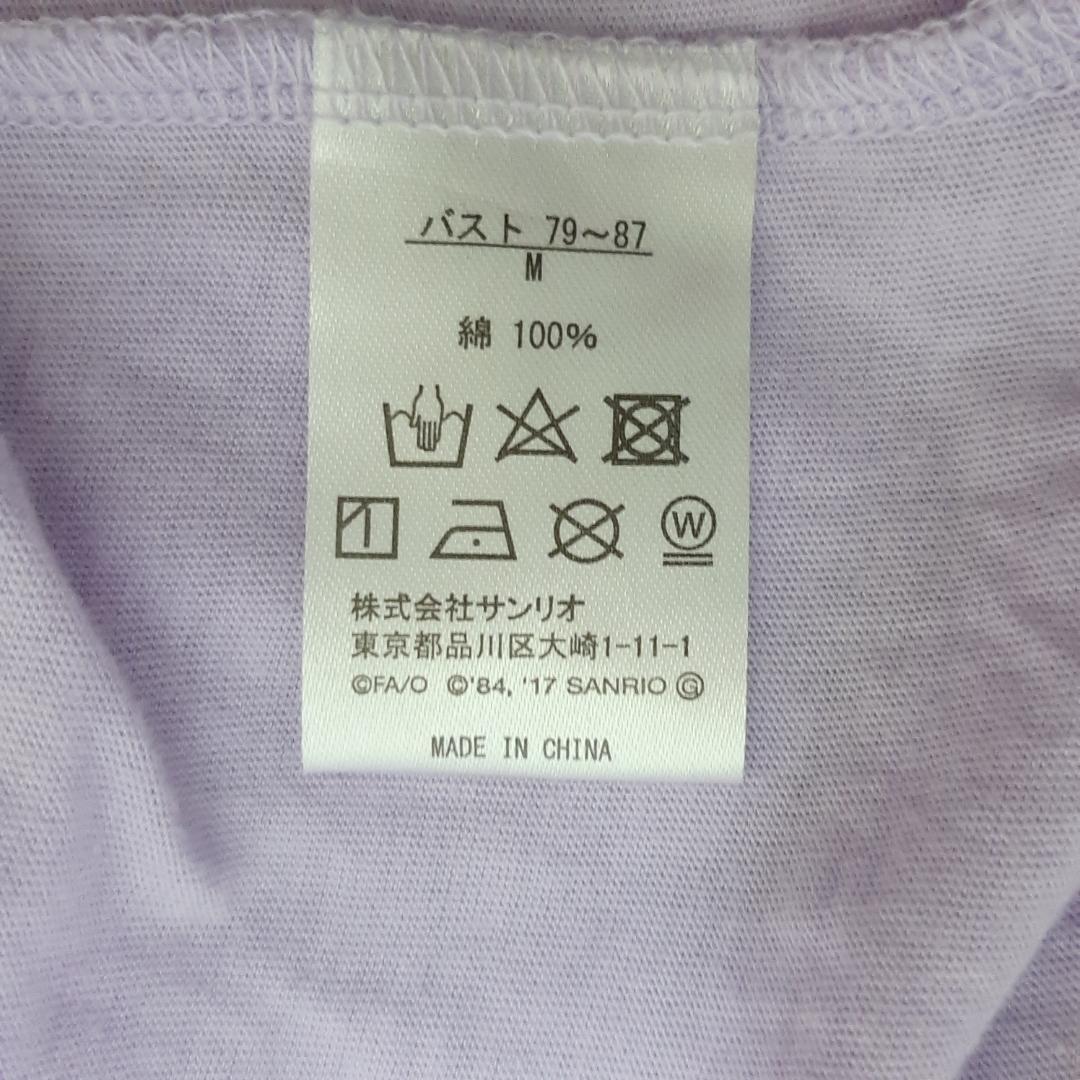 バスト 79～87
M
綿 100%
W
株式会社サンリオ
東京都品川区大崎1-11-1
©FA/O ©'84, '17 SANRIO Ⓖ
MADE IN CHINA